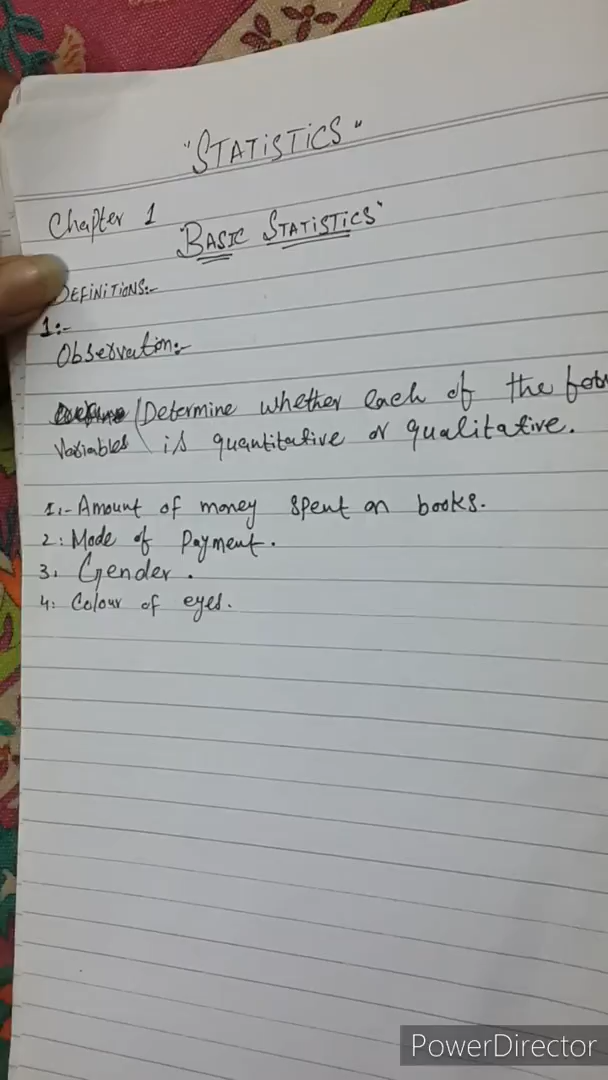 "STATISTICS"
Chapter 1
"BASIC STATISTICS"
DEFINITIONS:-
1:-
Observation:-
(Determine whether each of the
Variables is quantitative or qualitative.
1.- Amount of money spent on books.
2: Mode of Payment.
3. Gender.
4: Colour of eyes.
PowerDirector